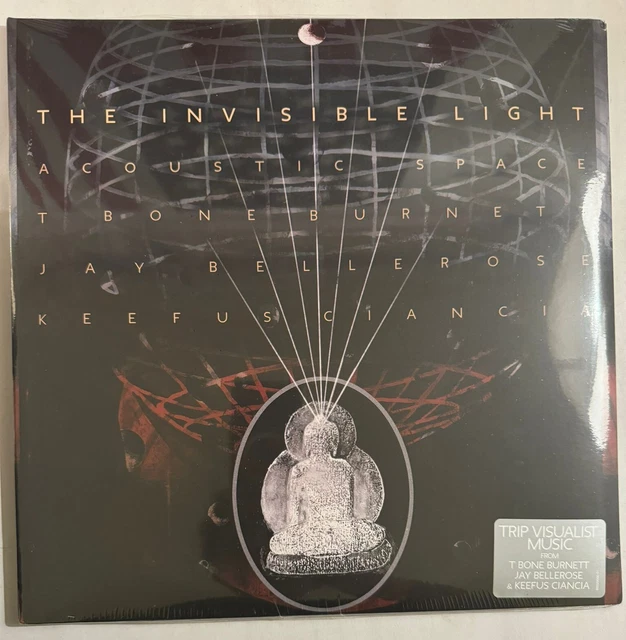 THE INVISIBLE LIGHT
ACOUSTIC SPACE
T BONE BURNETT
JAY BELLEROSE
KEEFUS CIANCIA
TRIP VISUALIST
MUSIC
FROM
T BONE BURNETT
JAY BELLEROSE
& KEEFUS CIANCIA